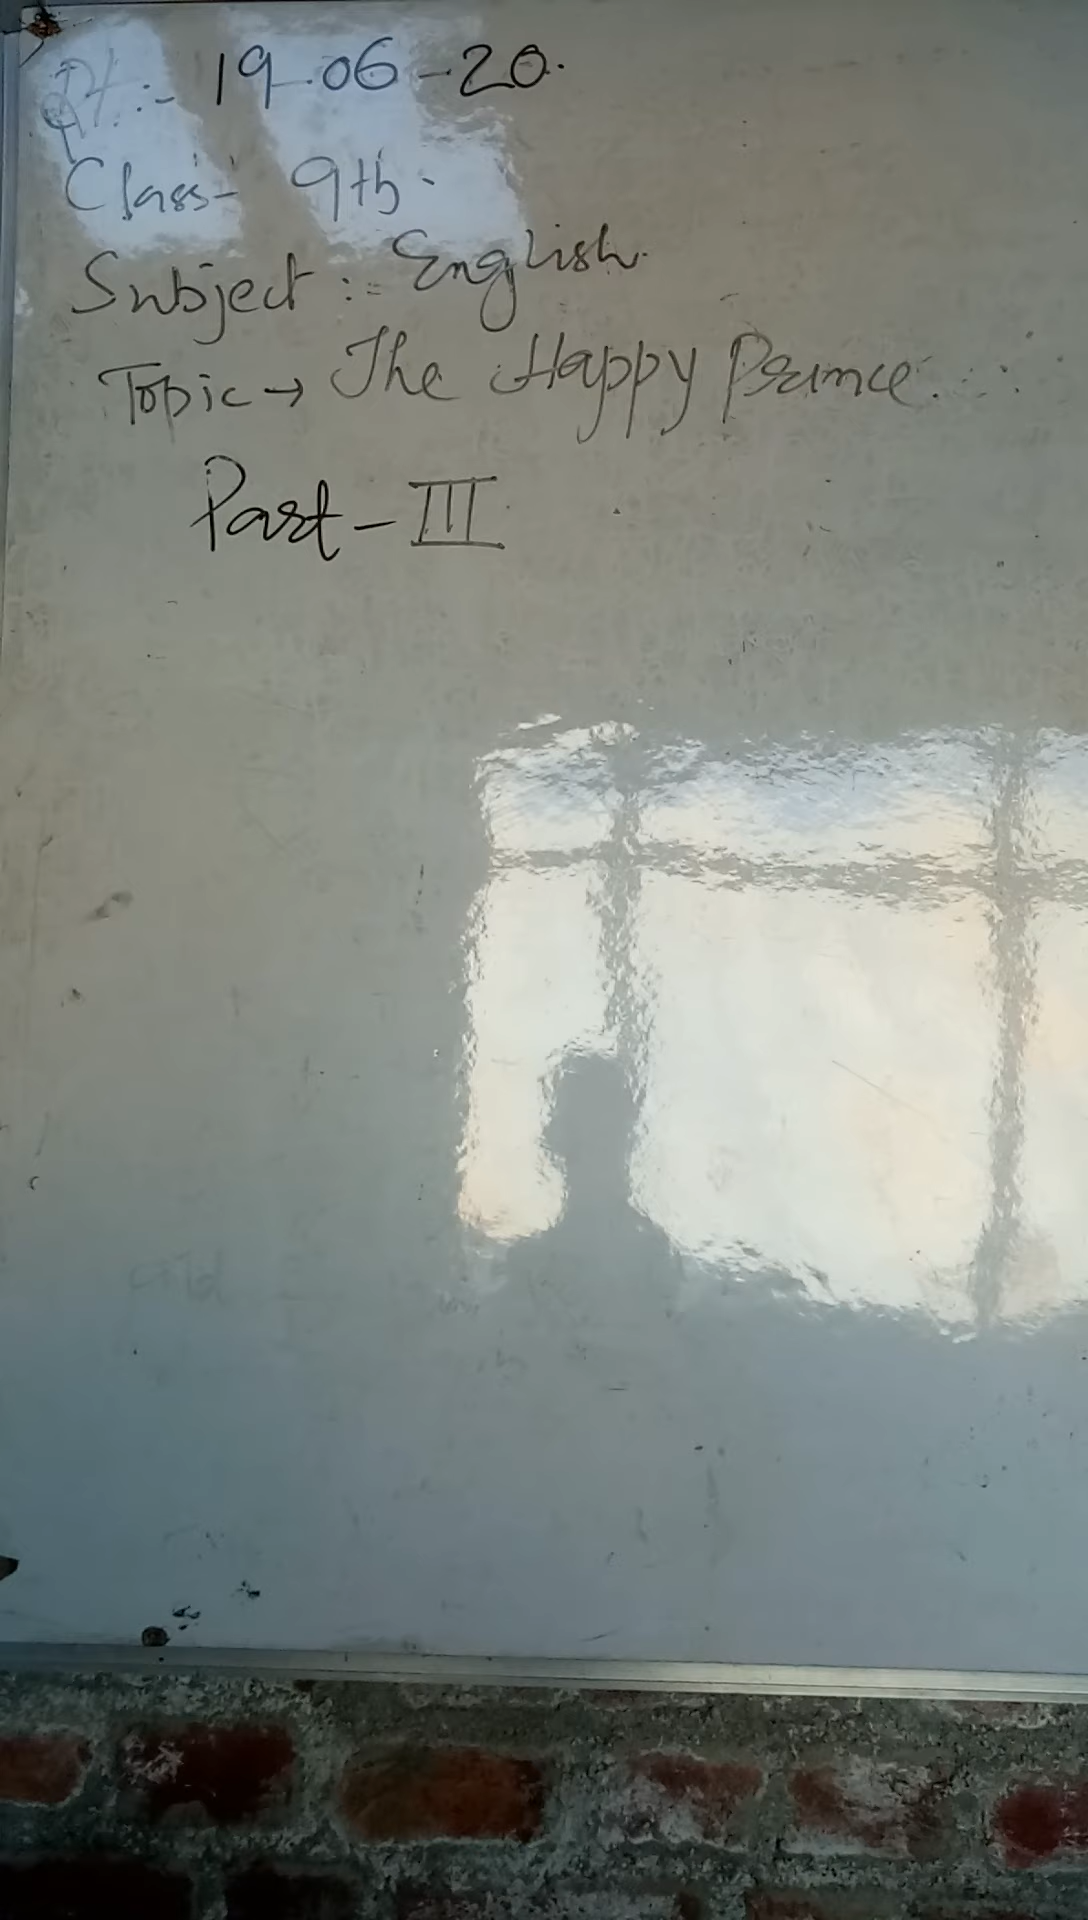 Dt:- 19-06-20.
Class- 9th.
Subject:- English.
Topic → The Happy Prince.
Part-III